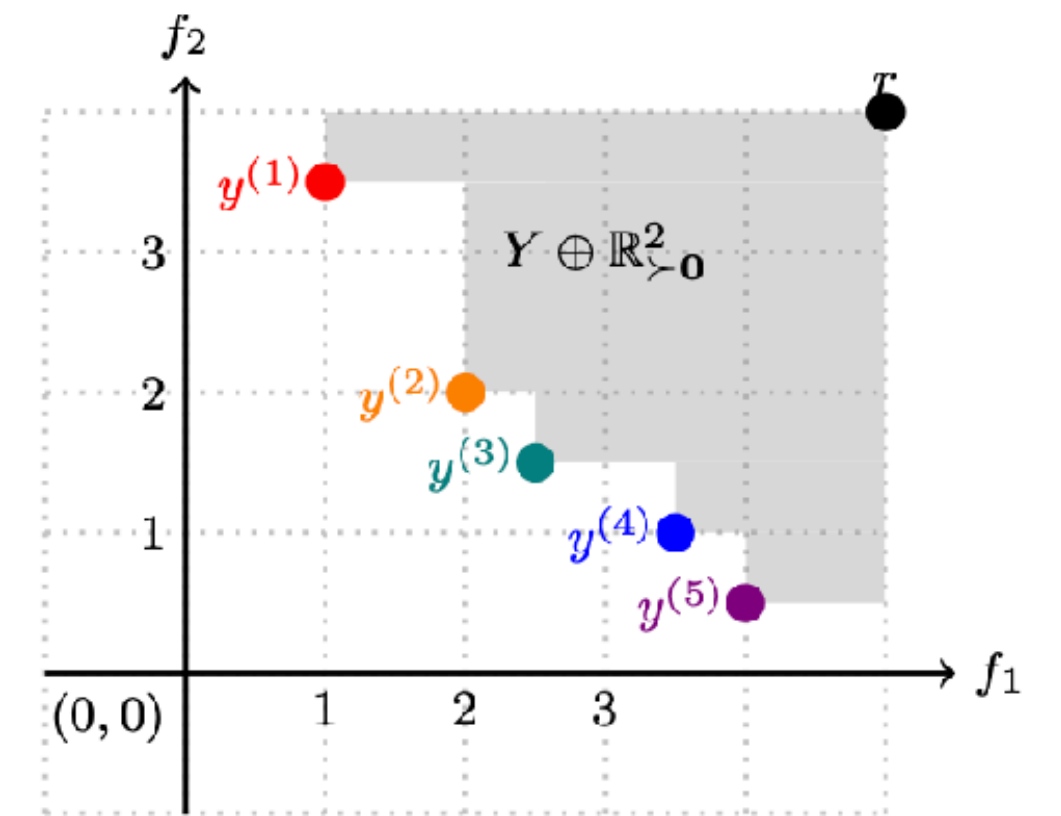 f₂
r
y⁽¹⁾
3
Y ⊕ ℝ²≻𝟎
2
y⁽²⁾
y⁽³⁾
1
y⁽⁴⁾
y⁽⁵⁾
f₁
(0, 0)
1
2
3